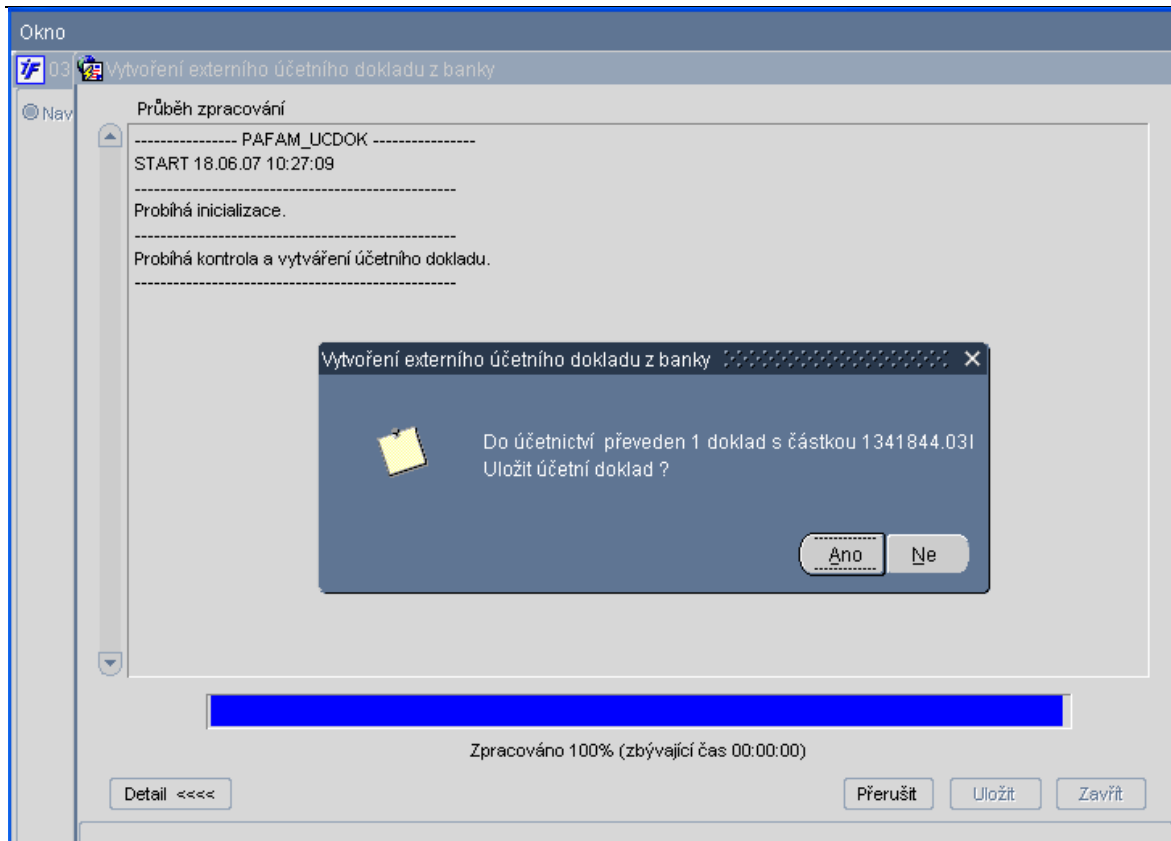 Okno
03 Vytvoření externího účetního dokladu z banky
Nav
Průběh zpracování
---------------- PAFAM_UCDOK ----------------
START 18.06.07 10:27:09
--------------------------------------------------
Probíhá inicializace.
--------------------------------------------------
Probíhá kontrola a vytváření účetního dokladu.
--------------------------------------------------
Vytvoření externího účetního dokladu z banky
Do účetnictví převeden 1 doklad s částkou 1341844.03
Uložit účetní doklad ?
Ano Ne
Zpracováno 100% (zbývající čas 00:00:00)
Detail <<<< Přerušit Uložit Zavřít